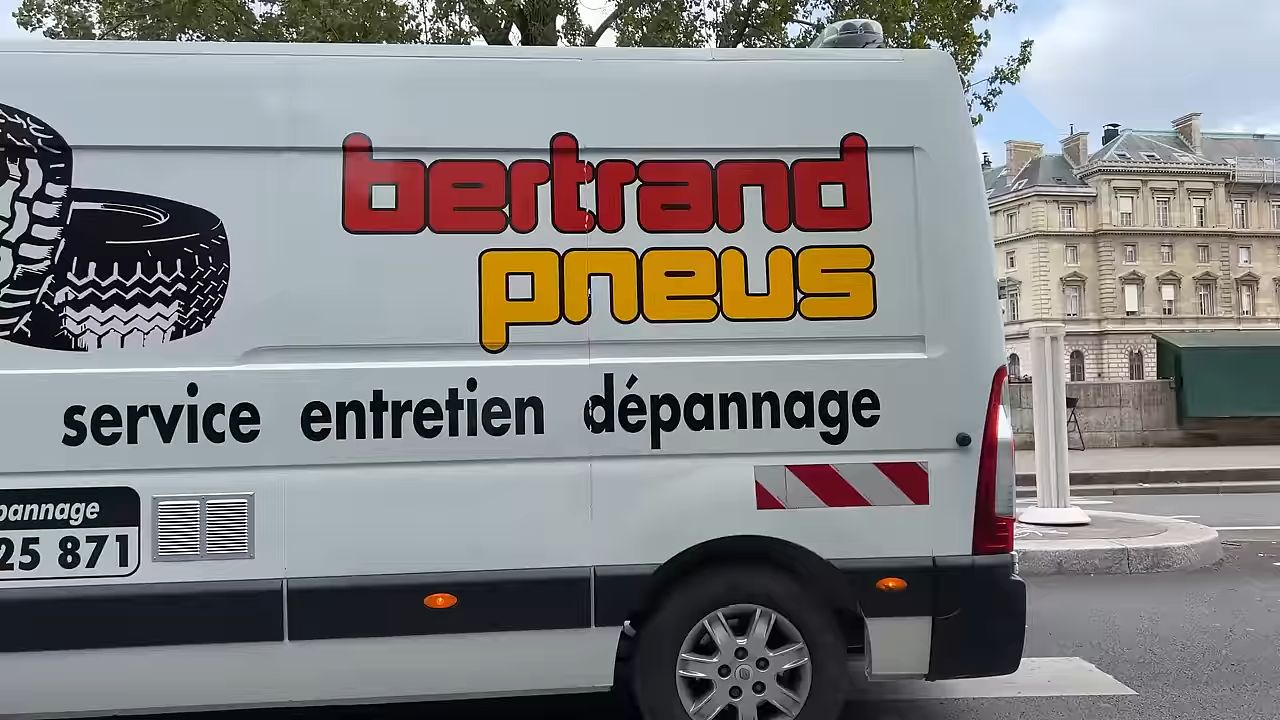 bertrand
pneus
service entretien dépannage
pannage
25 871